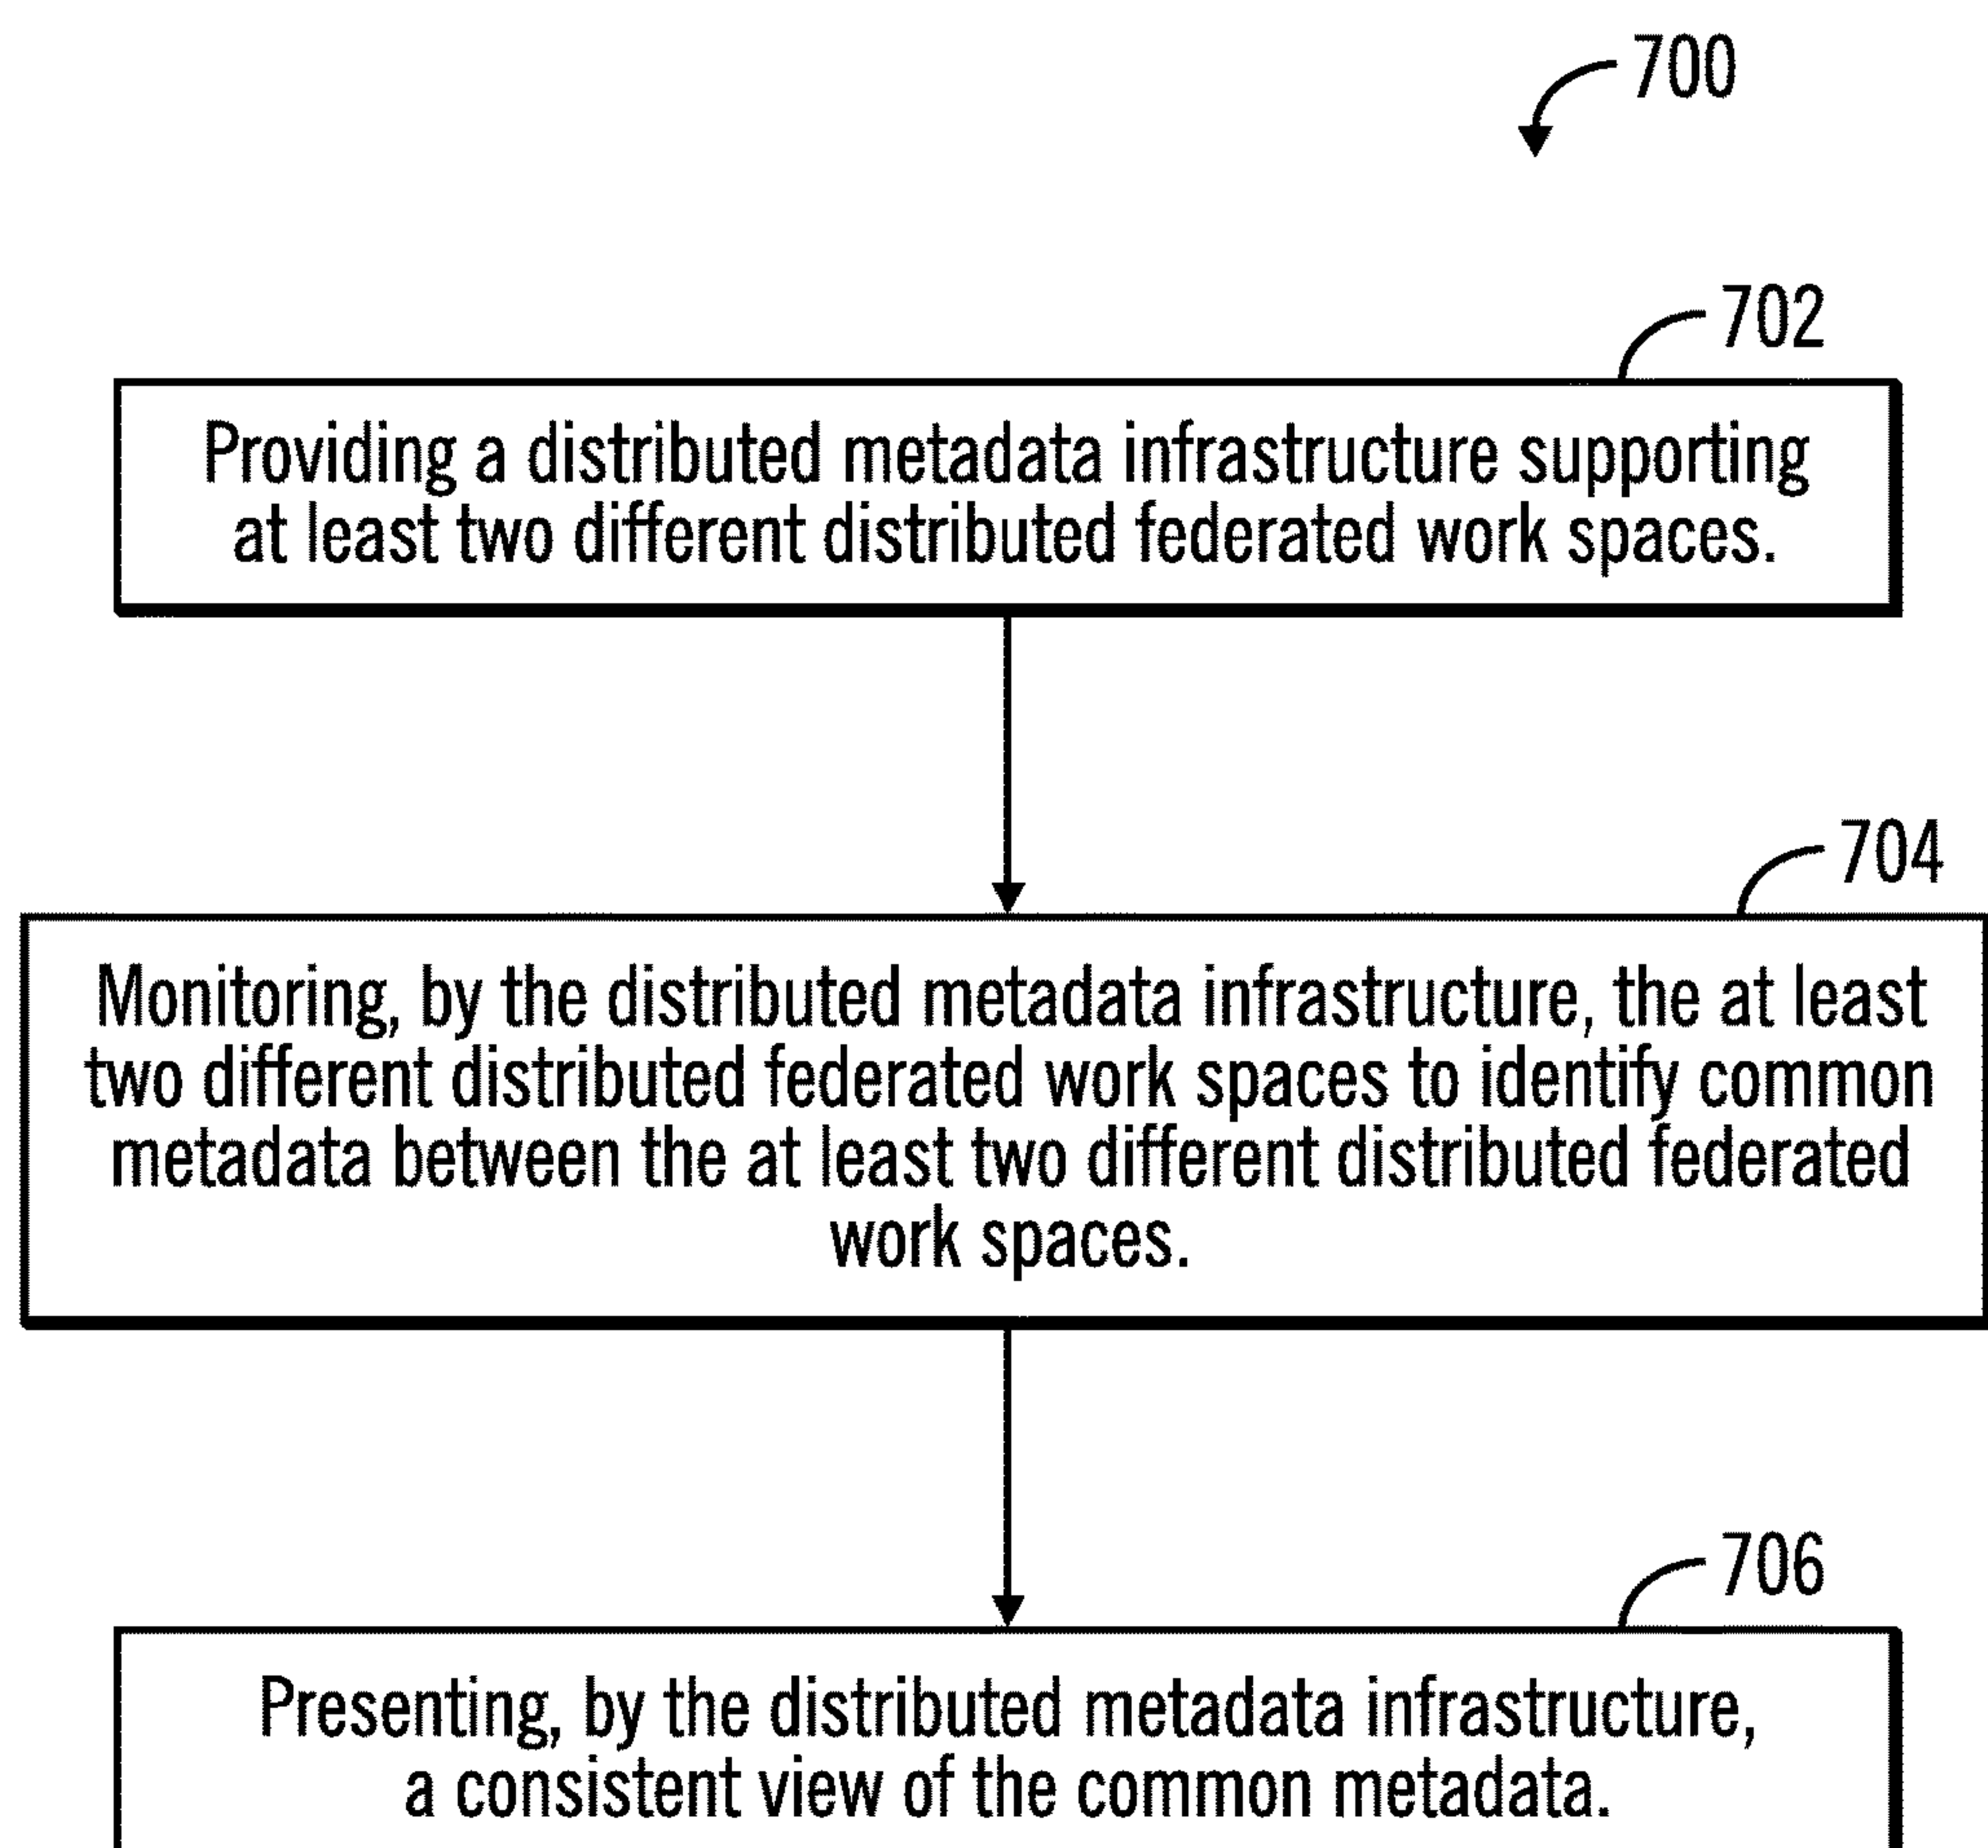 700
702
Providing a distributed metadata infrastructure supporting
at least two different distributed federated work spaces.
704
Monitoring, by the distributed metadata infrastructure, the at least
two different distributed federated work spaces to identify common
metadata between the at least two different distributed federated
work spaces.
706
Presenting, by the distributed metadata infrastructure,
a consistent view of the common metadata.